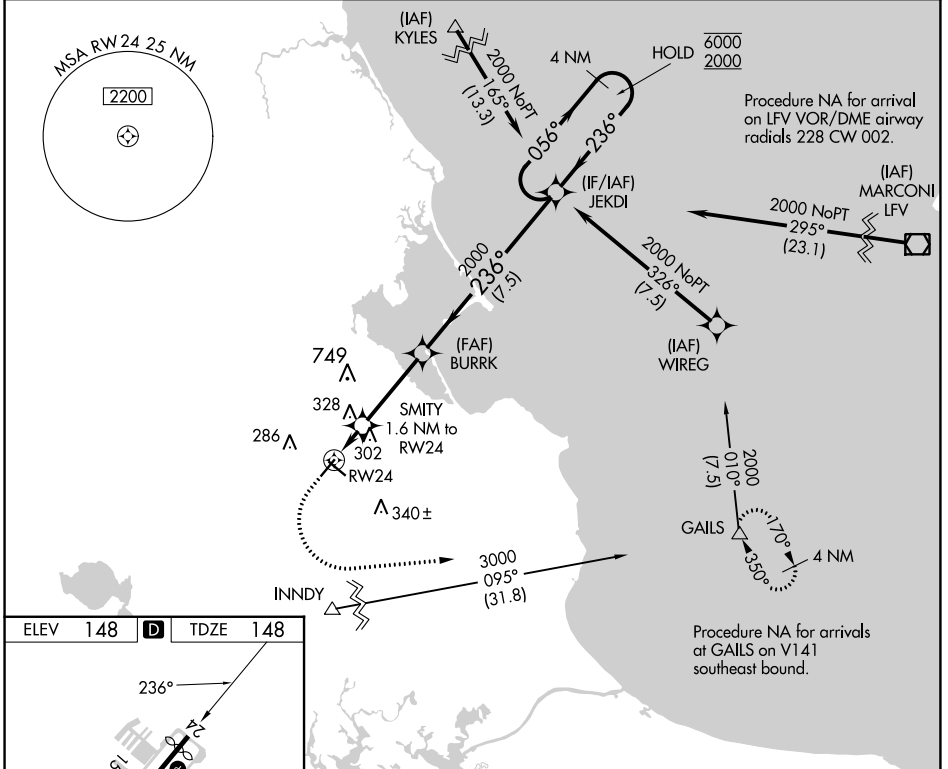 MSA RW 24 25 NM
2200
(IAF)
KYLES
2000 NoPT
165°
(13.3)
4 NM
HOLD
6000
2000
056°
236°
Procedure NA for arrival
on LFV VOR/DME airway
radials 228 CW 002.
(IF/IAF)
JEKDI
(IAF)
MARCONI
LFV
2000 NoPT
295°
(23.1)
2000
236°
(7.5)
2000 NoPT
326°
(7.5)
(IAF)
WIREG
(FAF)
BURRK
749
328
SMITY
1.6 NM to
RW24
286
302
RW24
340±
2000
010°
(7.5)
GAILS
170°
350°
4 NM
INNDY
3000
095°
(31.8)
Procedure NA for arrivals
at GAILS on V141
southeast bound.
ELEV 148 D TDZE 148
236°
24